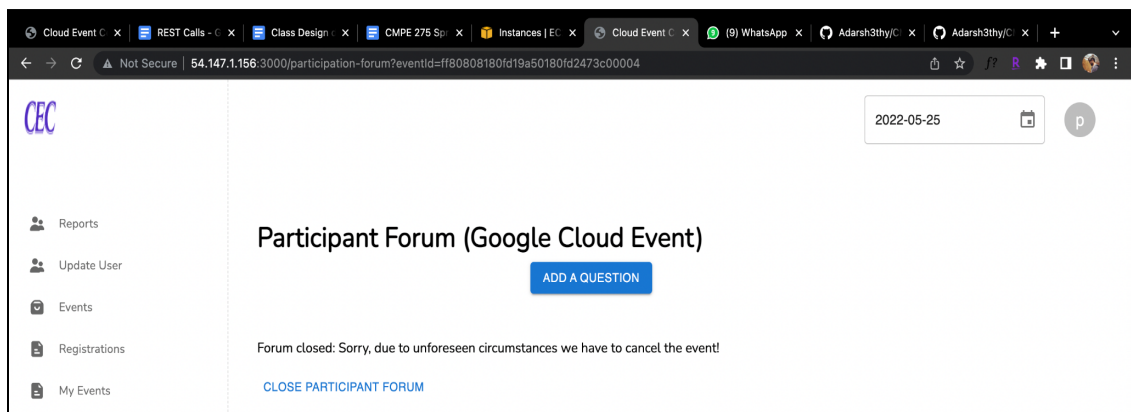 Cloud Event C
REST Calls - G
Class Design
CMPE 275 Spr
Instances | EC
Cloud Event C
(9) WhatsApp
Adarsh3thy/C
Adarsh3thy/C
Not Secure | 54.147.1.156:3000/participation-forum?eventId=ff80808180fd19a50180fd2473c00004
f?
R
CEC
2022-05-25
p
Reports
Update User
Events
Registrations
My Events
Participant Forum (Google Cloud Event)
ADD A QUESTION
Forum closed: Sorry, due to unforeseen circumstances we have to cancel the event!
CLOSE PARTICIPANT FORUM